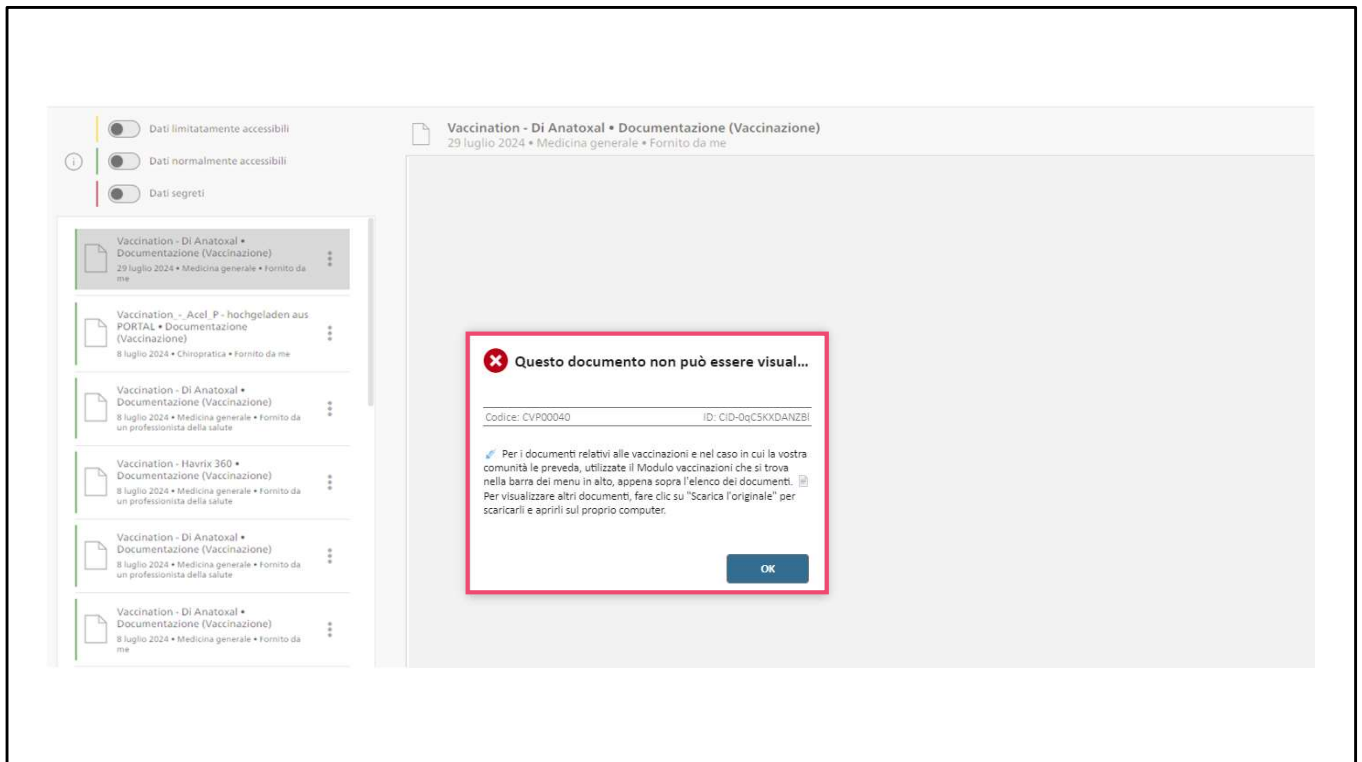 Dati limitatamente accessibili
Dati normalmente accessibili
Dati segreti
Vaccination - Di Anatoxal •
Documentazione (Vaccinazione)
29 luglio 2024 • Medicina generale • Fornito da
me
Vaccination_-_Acel_P - hochgeladen aus
PORTAL • Documentazione
(Vaccinazione)
8 luglio 2024 • Chiropratica • Fornito da me
Vaccination - Di Anatoxal •
Documentazione (Vaccinazione)
8 luglio 2024 • Medicina generale • Fornito da
un professionista della salute
Vaccination - Havrix 360 •
Documentazione (Vaccinazione)
8 luglio 2024 • Medicina generale • Fornito da
un professionista della salute
Vaccination - Di Anatoxal •
Documentazione (Vaccinazione)
8 luglio 2024 • Medicina generale • Fornito da
un professionista della salute
Vaccination - Di Anatoxal •
Documentazione (Vaccinazione)
8 luglio 2024 • Medicina generale • Fornito da
me
Vaccination - Di Anatoxal • Documentazione (Vaccinazione)
29 luglio 2024 • Medicina generale • Fornito da me
Questo documento non può essere visual...
Codice: CVP00040 ID: CID-0qC5KXDANZBl
Per i documenti relativi alle vaccinazioni e nel caso in cui la vostra
comunità le preveda, utilizzate il Modulo vaccinazioni che si trova
nella barra dei menu in alto, appena sopra l'elenco dei documenti.
Per visualizzare altri documenti, fare clic su "Scarica l'originale" per
scaricarli e aprirli sul proprio computer.
OK